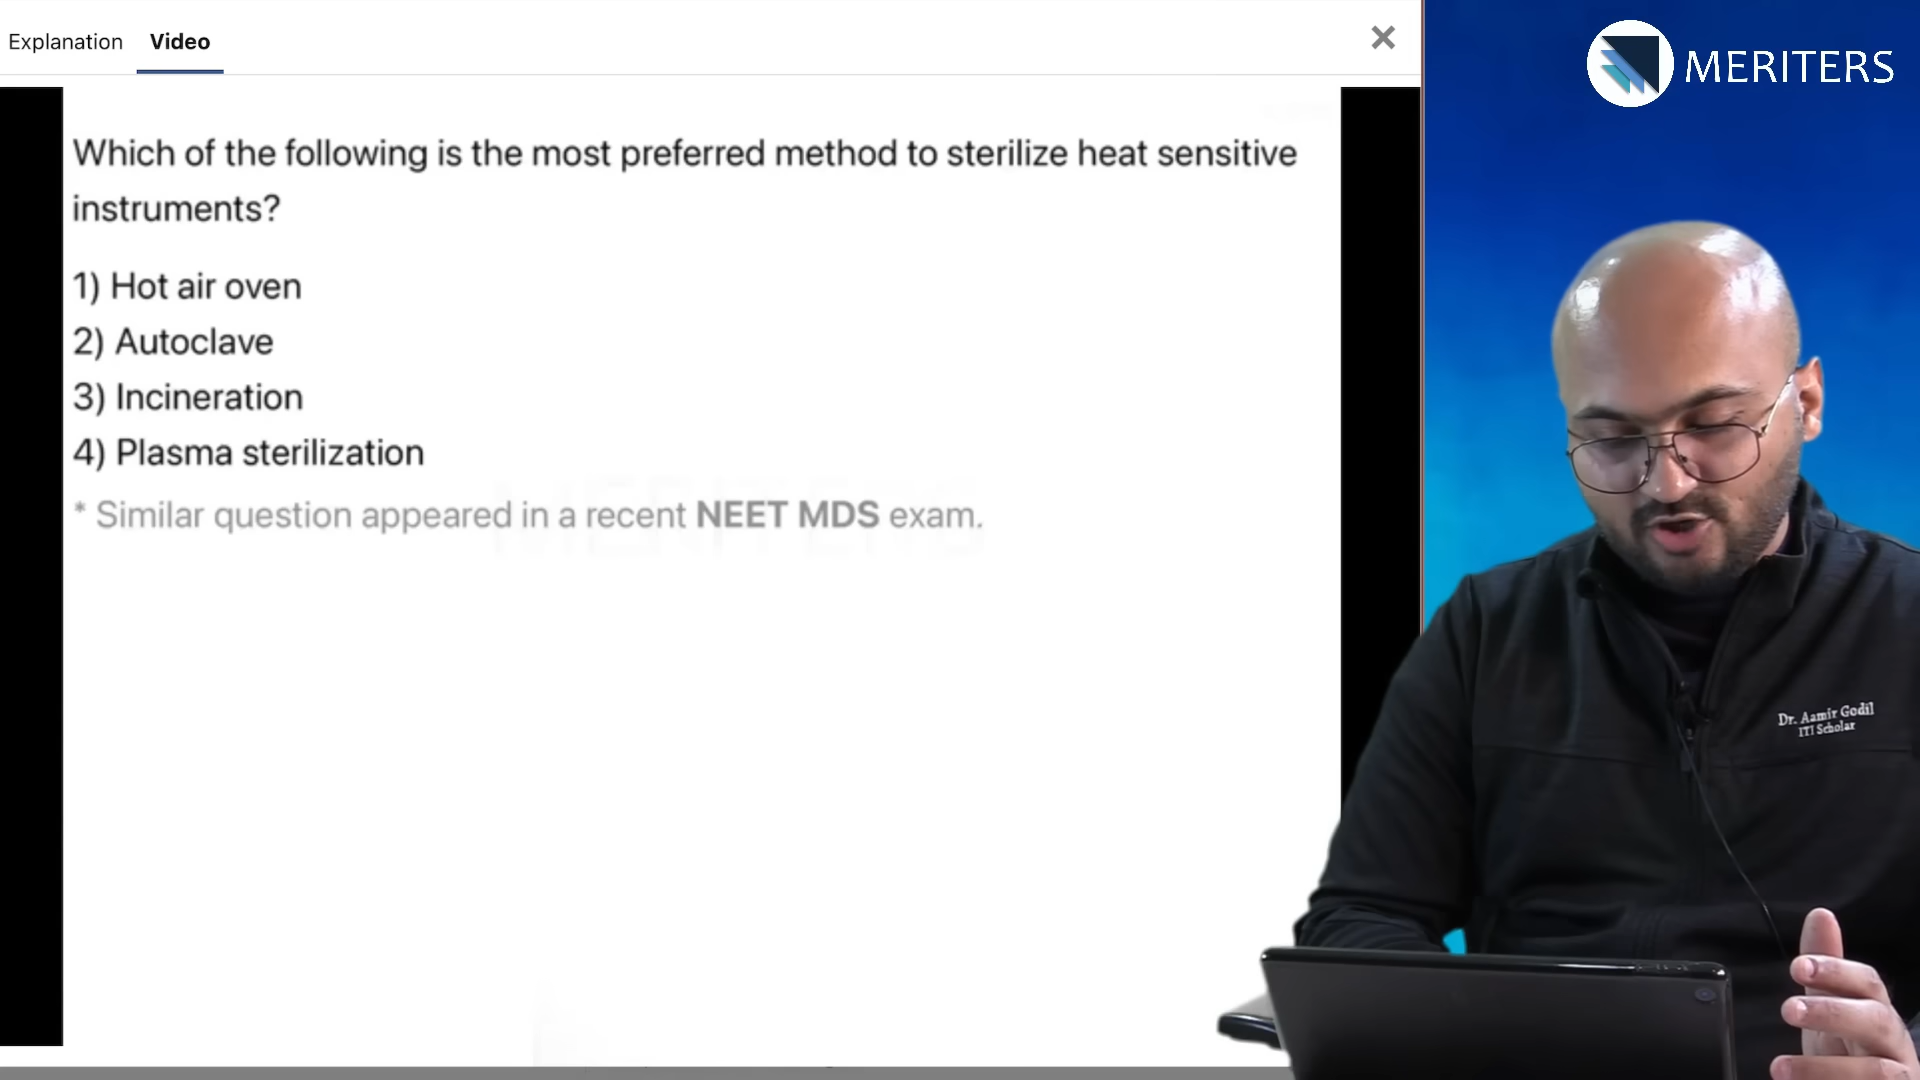 Explanation Video
MERITERS
Which of the following is the most preferred method to sterilize heat sensitive
instruments?
1) Hot air oven
2) Autoclave
3) Incineration
4) Plasma sterilization
* Similar question appeared in a recent NEET MDS exam.
MERITERS
Dr. Aamir Godil
ITI Scholar